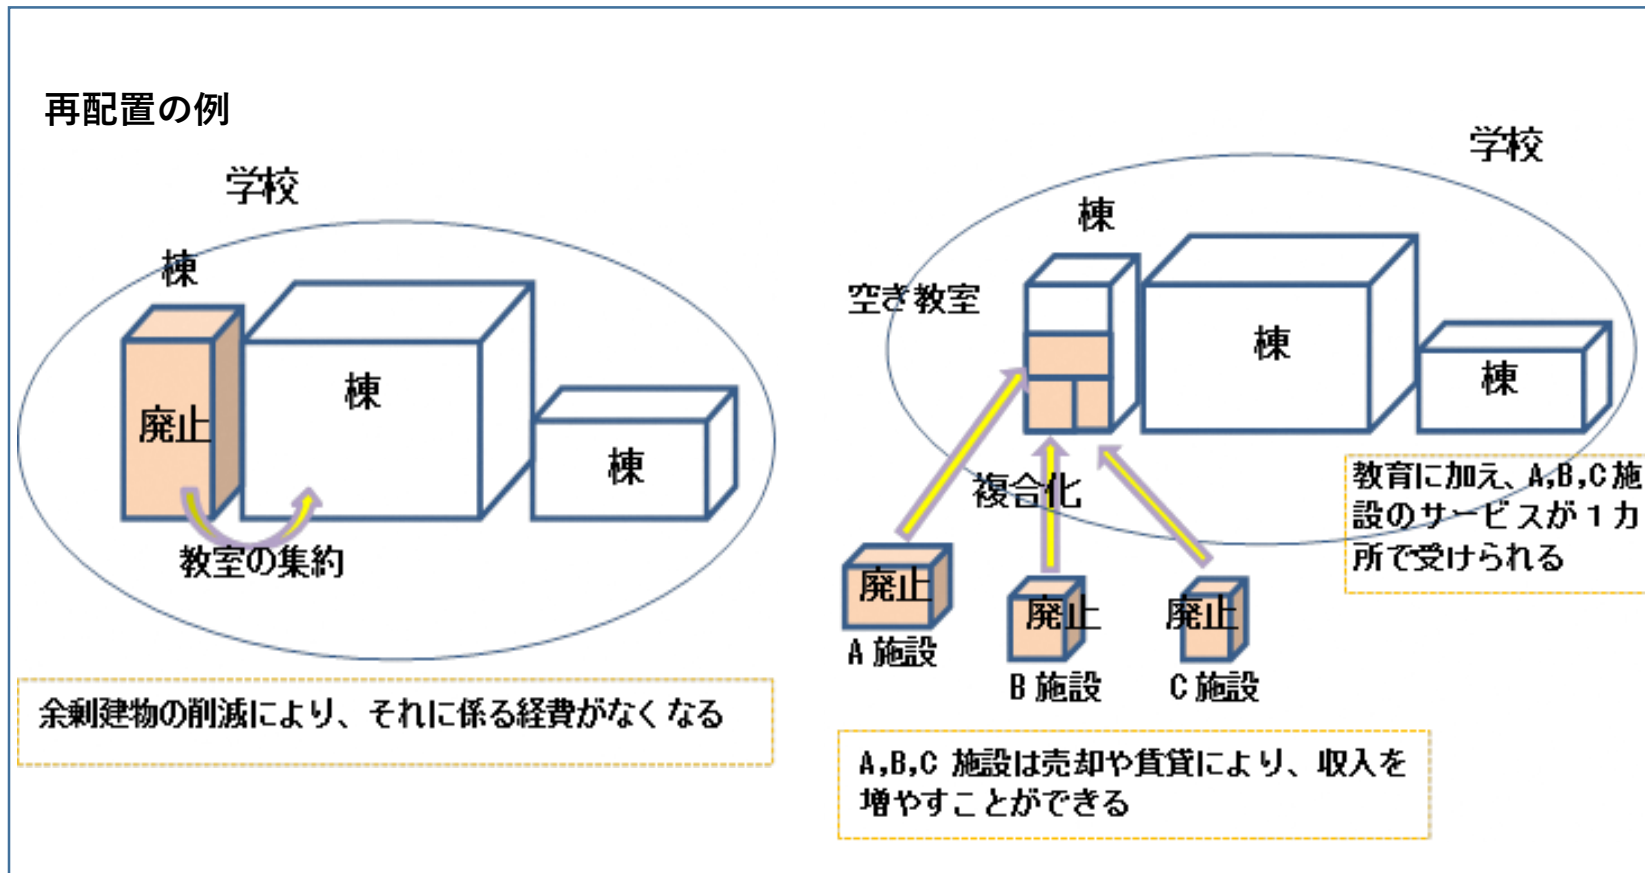 再配置の例
学校
棟
廃止
棟
棟
教室の集約
余剰建物の削減により、それに係る経費がなくなる
学校
棟
空き教室
棟
棟
複合化
教育に加え、A,B,C施
設のサービスが１カ
所で受けられる
廃止
A 施設
廃止
B 施設
廃止
C 施設
A,B,C 施設は売却や賃貸により、収入を
増やすことができる